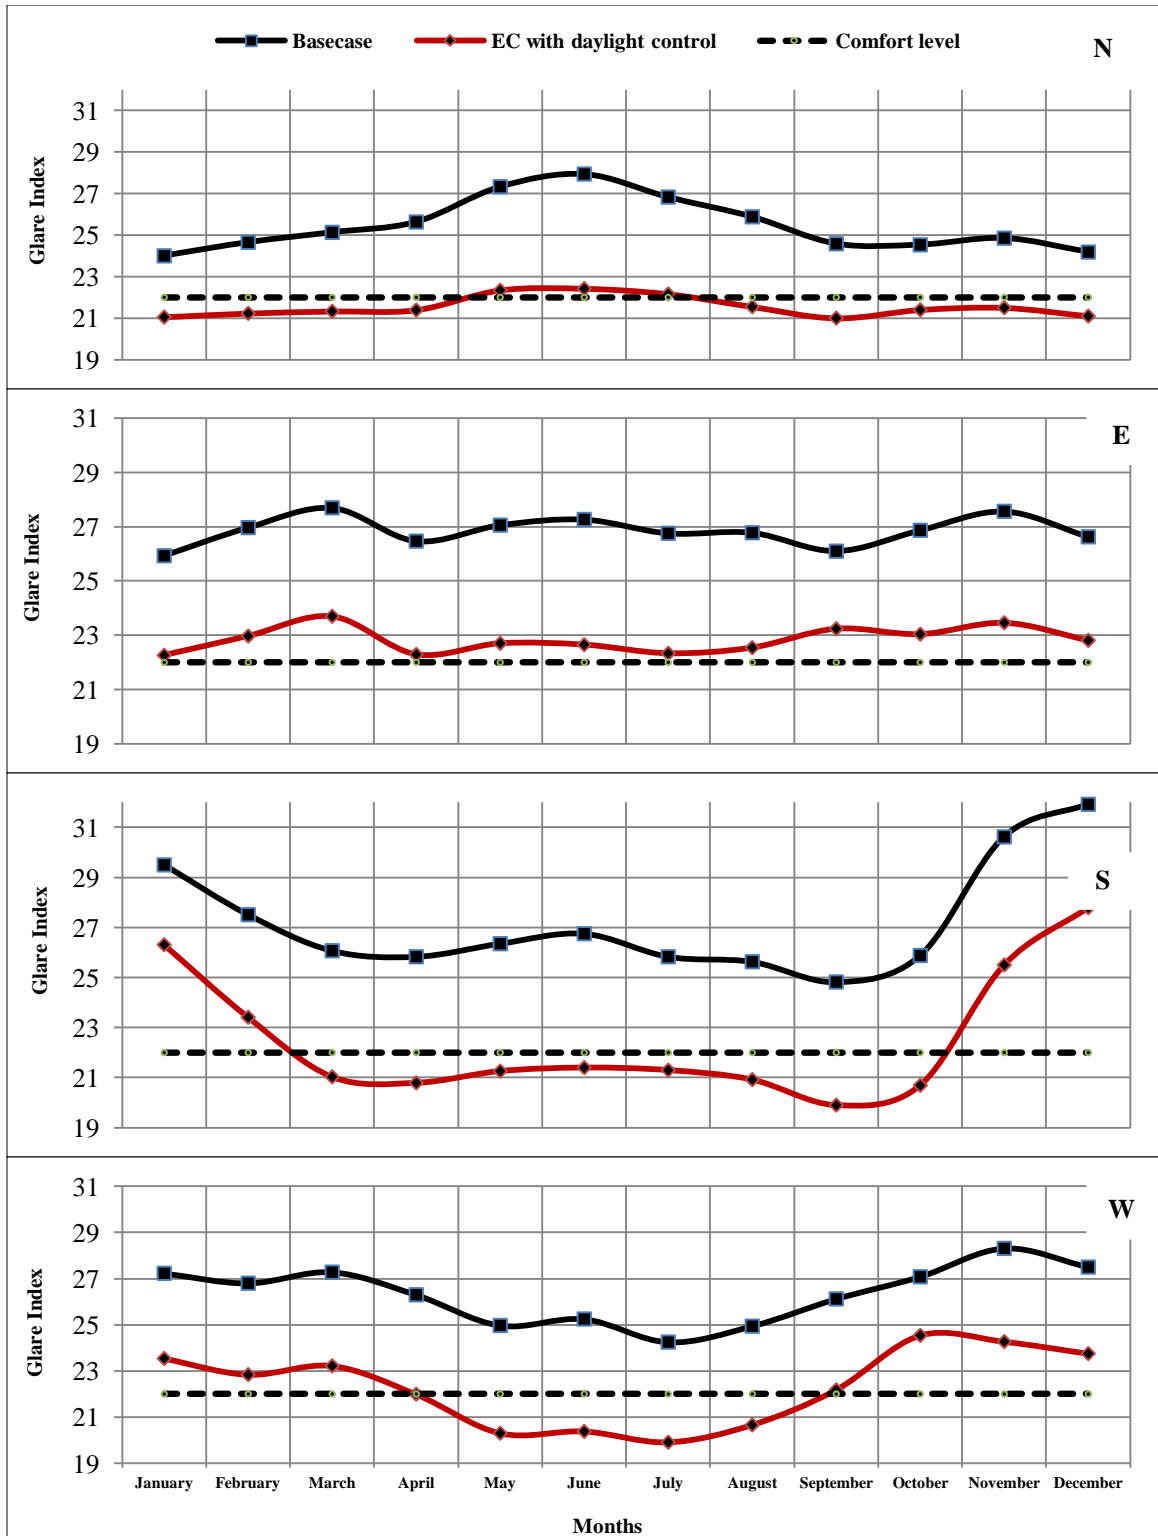 Basecase EC with daylight control Comfort level
N
31
29
27
25
23
21
19
Glare Index
E
31
29
27
25
23
21
19
Glare Index
31
29
27
25
23
21
19
S
Glare Index
31
29
27
25
23
21
19
W
Glare Index
January February March April May June July August September October November December
Months